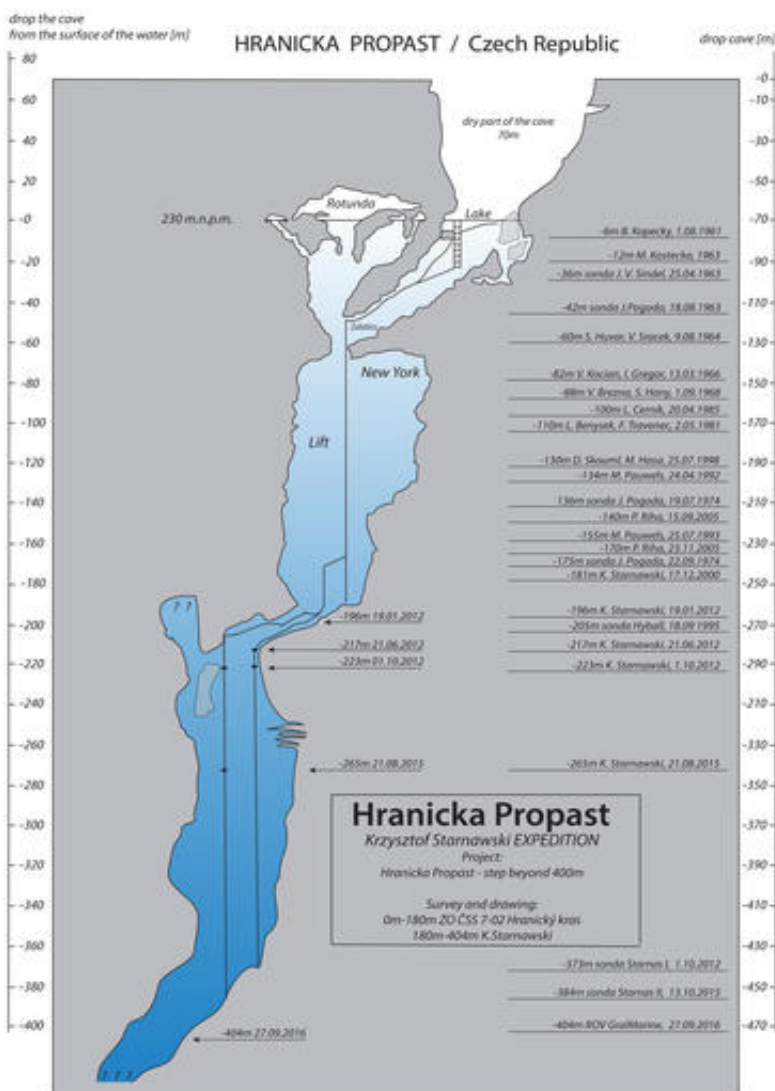 drop the cave
from the surface of the water [m]
HRANICKA PROPAST / Czech Republic
drop cave [m]
80
60
40
20
-0
-20
-40
-60
-80
-100
-120
-140
-160
-180
-200
-220
-240
-260
-280
-300
-320
-340
-360
-380
-400
-0
-10
-30
-50
-70
-90
-110
-130
-150
-170
-190
-210
-230
-250
-270
-290
-310
-330
-350
-370
-390
-410
-430
-450
-470
dry part of the cave
70m
Rotunda
230 m.n.p.m.
Lake
New York
Lift
? ?
-196m 19.01.2012
-217m 21.06.2012
-223m 01.10.2012
-265m 21.08.2015
-404m 27.09.2016
? ? ?
-6m B. Kopecky, 1.08.1961
-12m M. Kostecka, 1963
-36m sonda J. V. Sindel, 25.04.1963
-42m sonda J.Pogoda, 18.08.1963
-60m S. Huvar, V. Sracek, 9.08.1964
-82m V. Kocian, I. Gregor, 13.03.1966
-88m V. Brezna, S. Hany, 1.09.1968
-100m L. Cernik, 20.04.1985
-110m L. Benysek, F. Travenec, 2.05.1981
-130m D. Skouml, M. Hasa, 25.07.1998
-134m M. Pauwels, 24.04.1992
136m sonda J. Pogoda, 19.07.1974
-140m P. Riha, 15.09.2005
-155m M. Pauwels, 25.07.1993
-170m P. Riha, 23.11.2005
-175m sonda J. Pogoda, 22.09.1974
-181m K. Starnawski, 17.12.2000
-196m K. Starnawski, 19.01.2012
-205m sonda Hyball, 18.09.1995
-217m K. Starnawski, 21.06.2012
-223m K. Starnawski, 1.10.2012
-265m K. Starnawski, 21.08.2015
Hranicka Propast
Krzysztof Starnawski EXPEDITION
Project:
Hranicka Propast - step beyond 400m
Survey and drawing:
0m-180m ZO ČSS 7-02 Hranický kras
180m-404m K.Starnawski
-373m sonda Starnas I, 1.10.2012
-384m sonda Starnas II, 13.10.2015
-404m ROV GralMarine, 27.09.2016